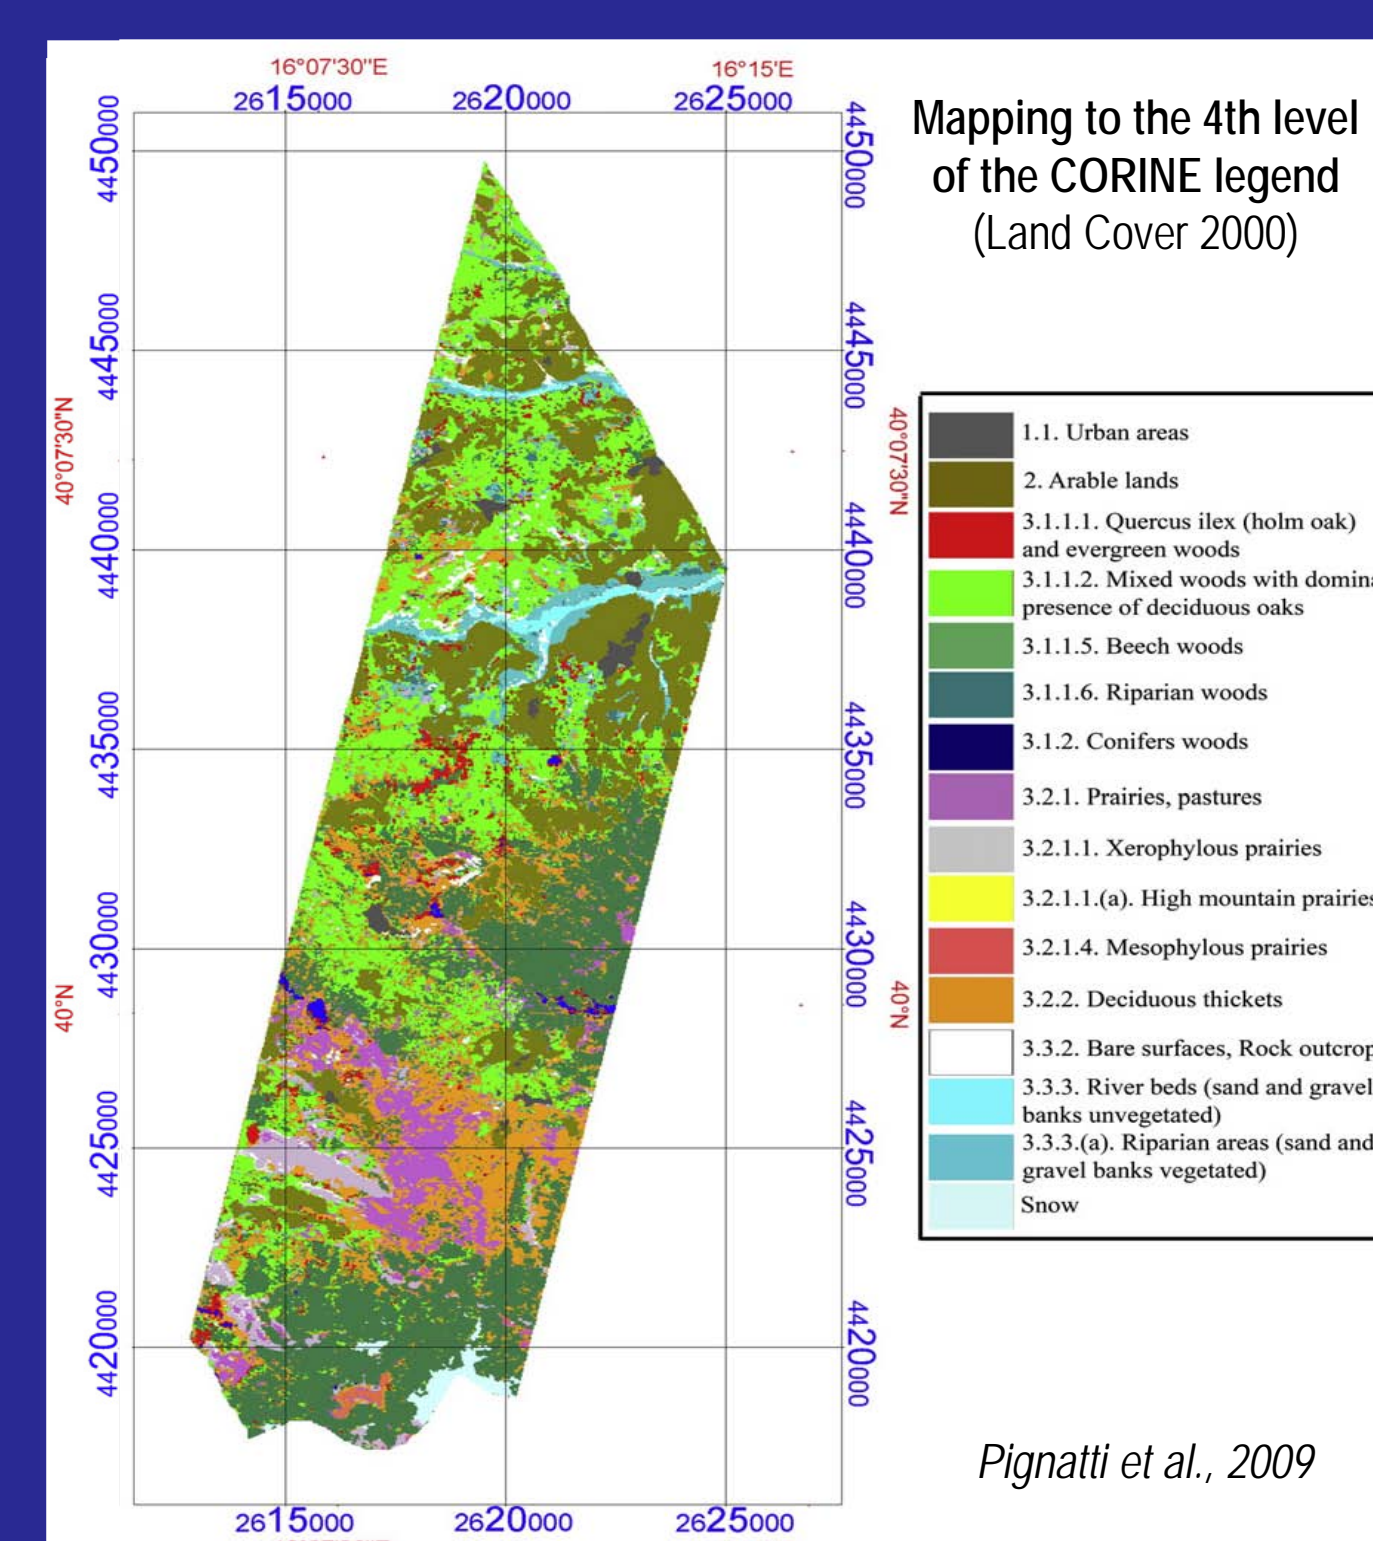 16°07'30"E 16°15'E
2615000 2620000 2625000
Mapping to the 4th level
of the CORINE legend
(Land Cover 2000)
4450000
4445000
40°07'30"N
4440000
4435000
4430000
40°N
4425000
4420000
4450000
4445000
40°07'30"N
4440000
4435000
4430000
40°N
4425000
4420000
1.1. Urban areas
2. Arable lands
3.1.1.1. Quercus ilex (holm oak)
and evergreen woods
3.1.1.2. Mixed woods with domina
presence of deciduous oaks
3.1.1.5. Beech woods
3.1.1.6. Riparian woods
3.1.2. Conifers woods
3.2.1. Prairies, pastures
3.2.1.1. Xerophylous prairies
3.2.1.1.(a). High mountain prairies
3.2.1.4. Mesophylous prairies
3.2.2. Deciduous thickets
3.3.2. Bare surfaces, Rock outcrop
3.3.3. River beds (sand and gravel
banks unvegetated)
3.3.3.(a). Riparian areas (sand and
gravel banks vegetated)
Snow
Pignatti et al., 2009
2615000 2620000 2625000